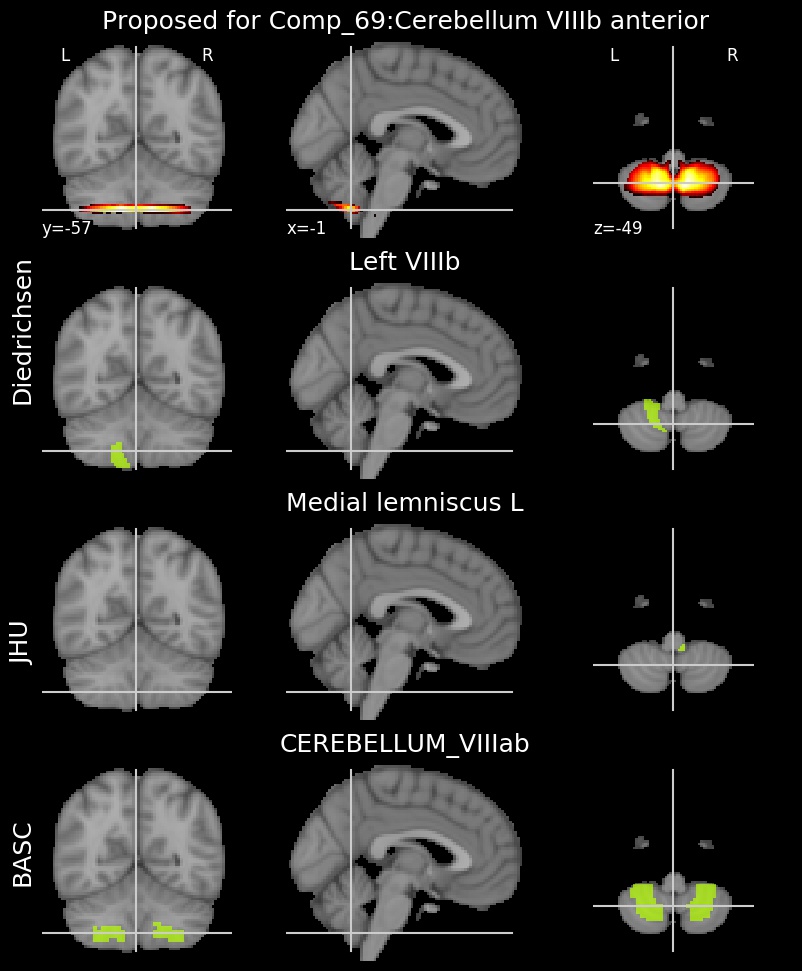 Proposed for Comp_69:Cerebellum VIIIb anterior
L R L R
y=-57 x=-1 z=-49
Left VIIIb
Diedrichsen
Medial lemniscus L
JHU
CEREBELLUM_VIIIab
BASC